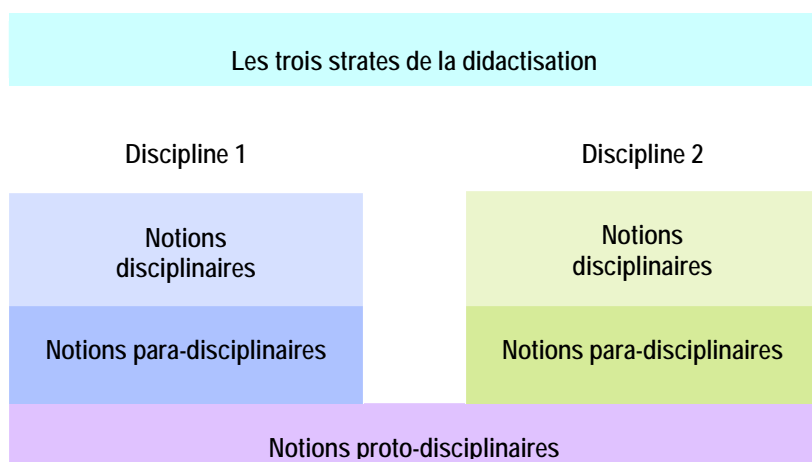 Les trois strates de la didactisation
Discipline 1
Discipline 2
Notions
disciplinaires
Notions
disciplinaires
Notions para-disciplinaires
Notions para-disciplinaires
Notions proto-disciplinaires